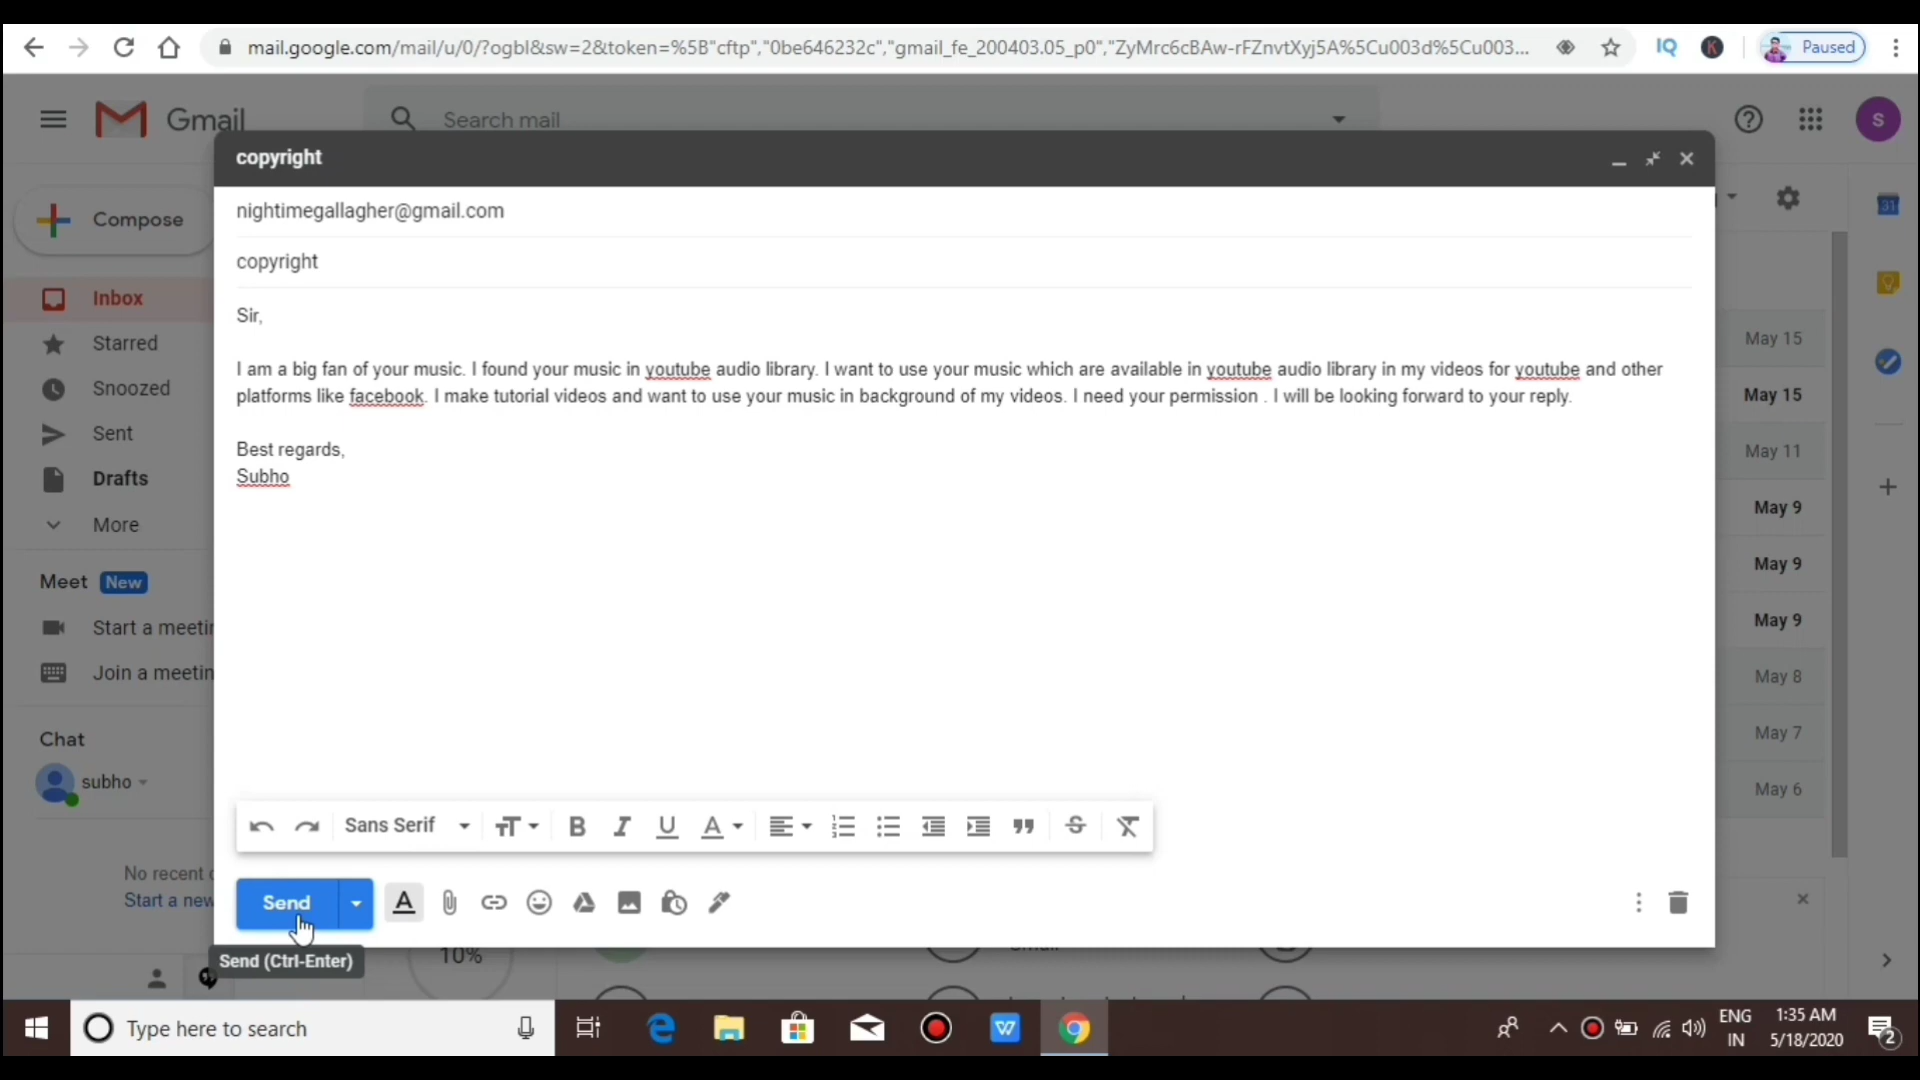 mail.google.com/mail/u/0/?ogbl&sw=2&token=%5B"cftp","0be646232c","gmail_fe_200403.05_p0","ZyMrc6cBAw-rFZnvtXyj5A%5Cu003d%5Cu003...
IQ
K
Paused
Gmail
Search mail
S
copyright
nightimegallagher@gmail.com
copyright
Sir,
I am a big fan of your music. I found your music in youtube audio library. I want to use your music which are available in youtube audio library in my videos for youtube and other
platforms like facebook. I make tutorial videos and want to use your music in background of my videos. I need your permission . I will be looking forward to your reply.
Best regards,
Subho
Compose
Inbox
Starred
Snoozed
Sent
Drafts
More
Meet New
Start a meetin
Join a meetin
Chat
subho
No recent
Start a new
31
May 15
May 15
May 11
May 9
May 9
May 9
May 8
May 7
May 6
Sans Serif
Send
Send (Ctrl-Enter)
10%
Type here to search
ENG
IN
1:35 AM
5/18/2020
2